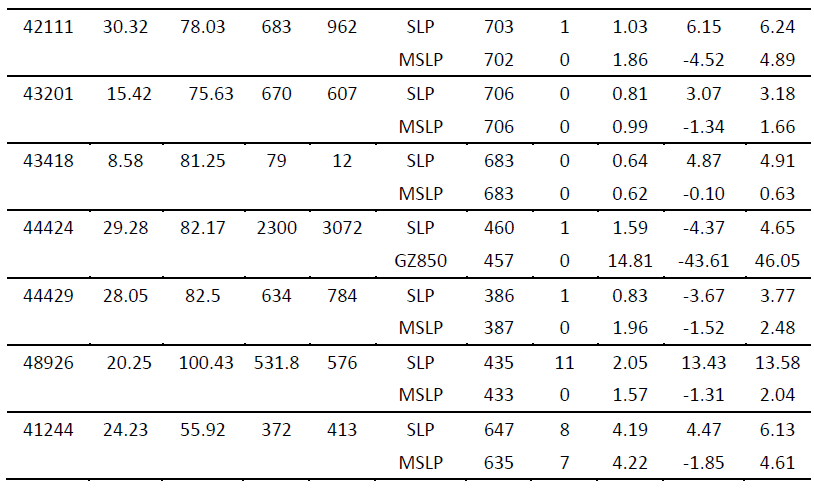 42111 30.32 78.03 683 962 SLP 703 1 1.03 6.15 6.24
MSLP 702 0 1.86 -4.52 4.89
43201 15.42 75.63 670 607 SLP 706 0 0.81 3.07 3.18
MSLP 706 0 0.99 -1.34 1.66
43418 8.58 81.25 79 12 SLP 683 0 0.64 4.87 4.91
MSLP 683 0 0.62 -0.10 0.63
44424 29.28 82.17 2300 3072 SLP 460 1 1.59 -4.37 4.65
GZ850 457 0 14.81 -43.61 46.05
44429 28.05 82.5 634 784 SLP 386 1 0.83 -3.67 3.77
MSLP 387 0 1.96 -1.52 2.48
48926 20.25 100.43 531.8 576 SLP 435 11 2.05 13.43 13.58
MSLP 433 0 1.57 -1.31 2.04
41244 24.23 55.92 372 413 SLP 647 8 4.19 4.47 6.13
MSLP 635 7 4.22 -1.85 4.61